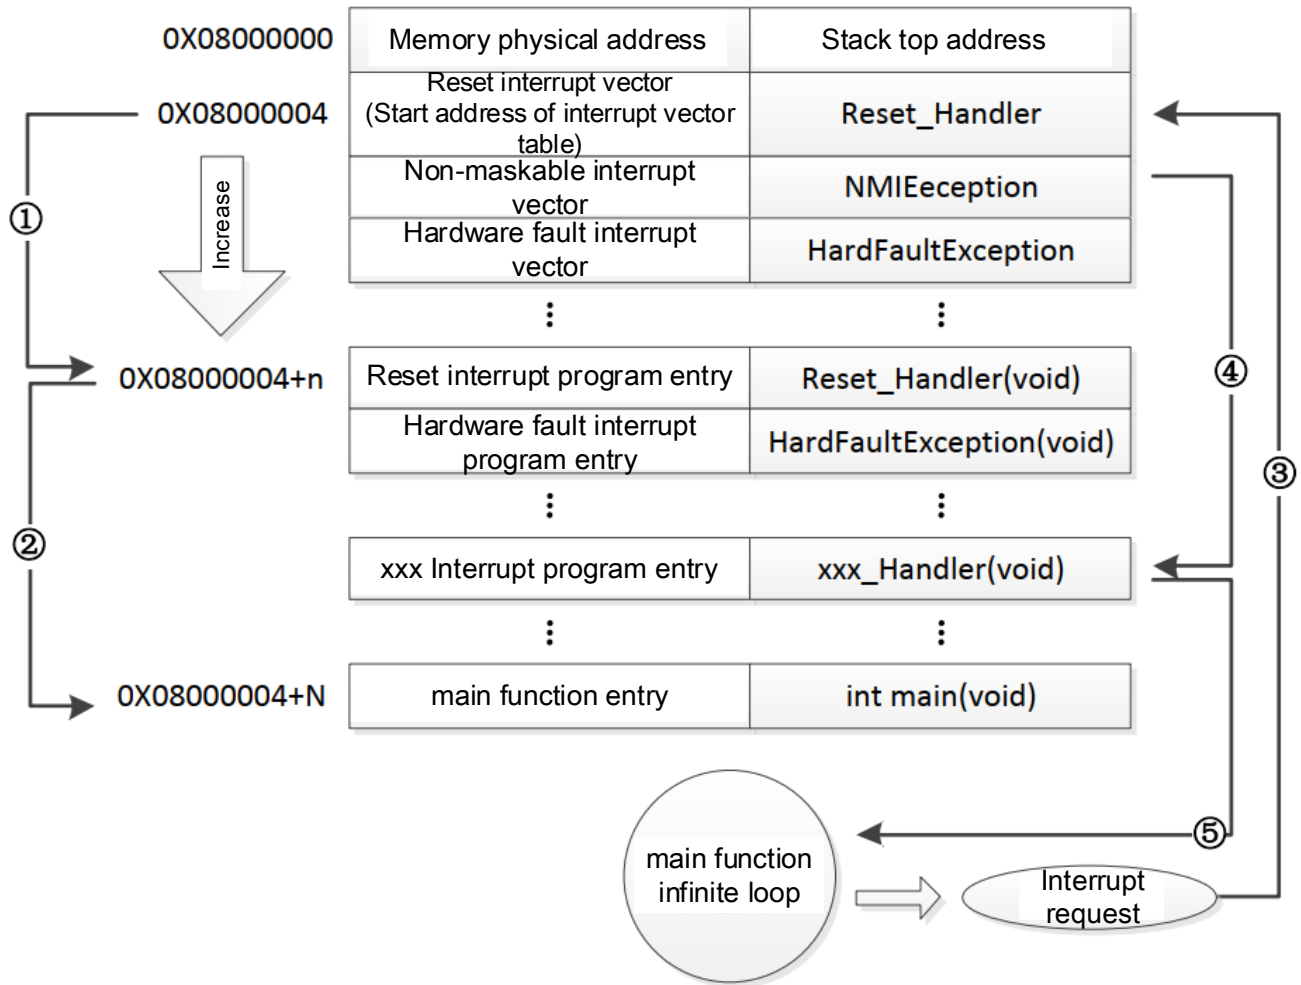 0X08000000
Memory physical address
Stack top address
0X08000004
Reset interrupt vector
(Start address of interrupt vector
table)
Reset_Handler
Non-maskable interrupt
vector
NMIEeception
①
Increase
Hardware fault interrupt
vector
HardFaultException
0X08000004+n
Reset interrupt program entry
Reset_Handler(void)
④
Hardware fault interrupt
program entry
HardFaultException(void)
③
②
xxx Interrupt program entry
xxx_Handler(void)
0X08000004+N
main function entry
int main(void)
⑤
main function
infinite loop
Interrupt
request